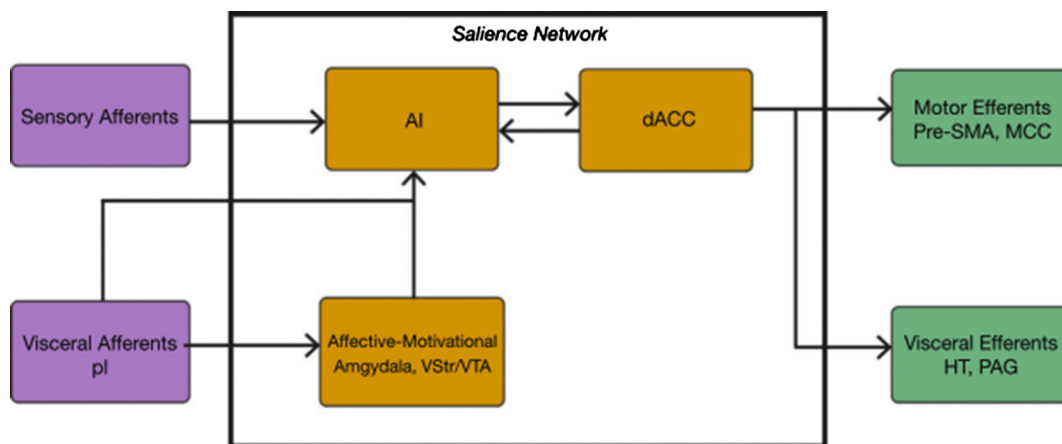 Salience Network
Sensory Afferents
AI
dACC
Motor Efferents
Pre-SMA, MCC
Visceral Afferents
pI
Affective-Motivational
Amygdala, VStr/VTA
Visceral Efferents
HT, PAG